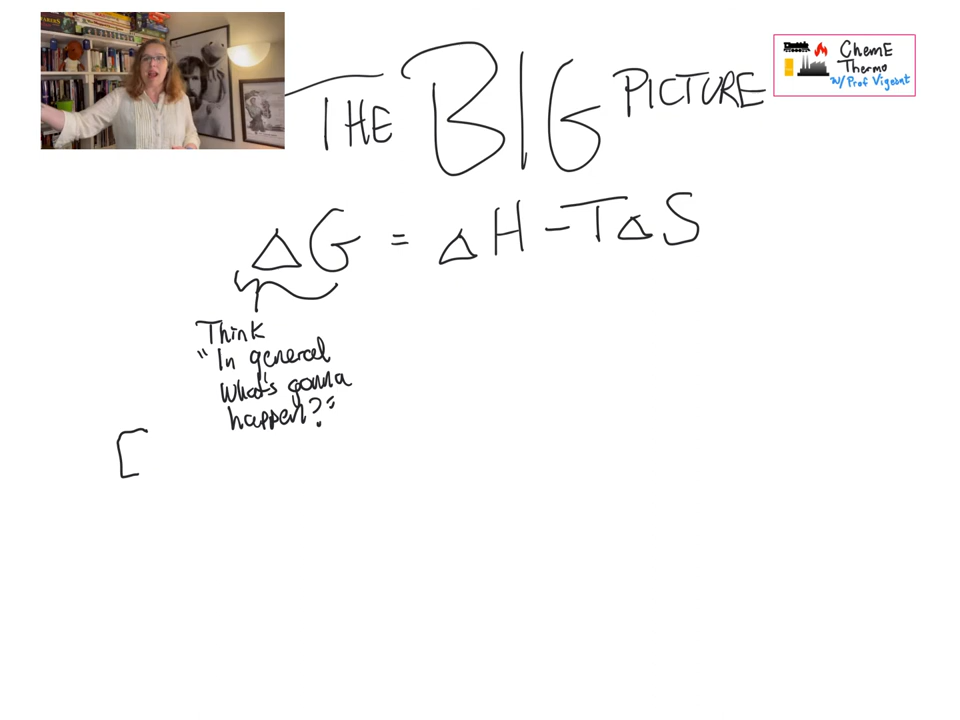 THE BIG PICTURE
ChemE
Thermo
w/ Prof Vigeant
ΔG = ΔH - TΔS
Think
"In general
What's gonna
happen?"
[